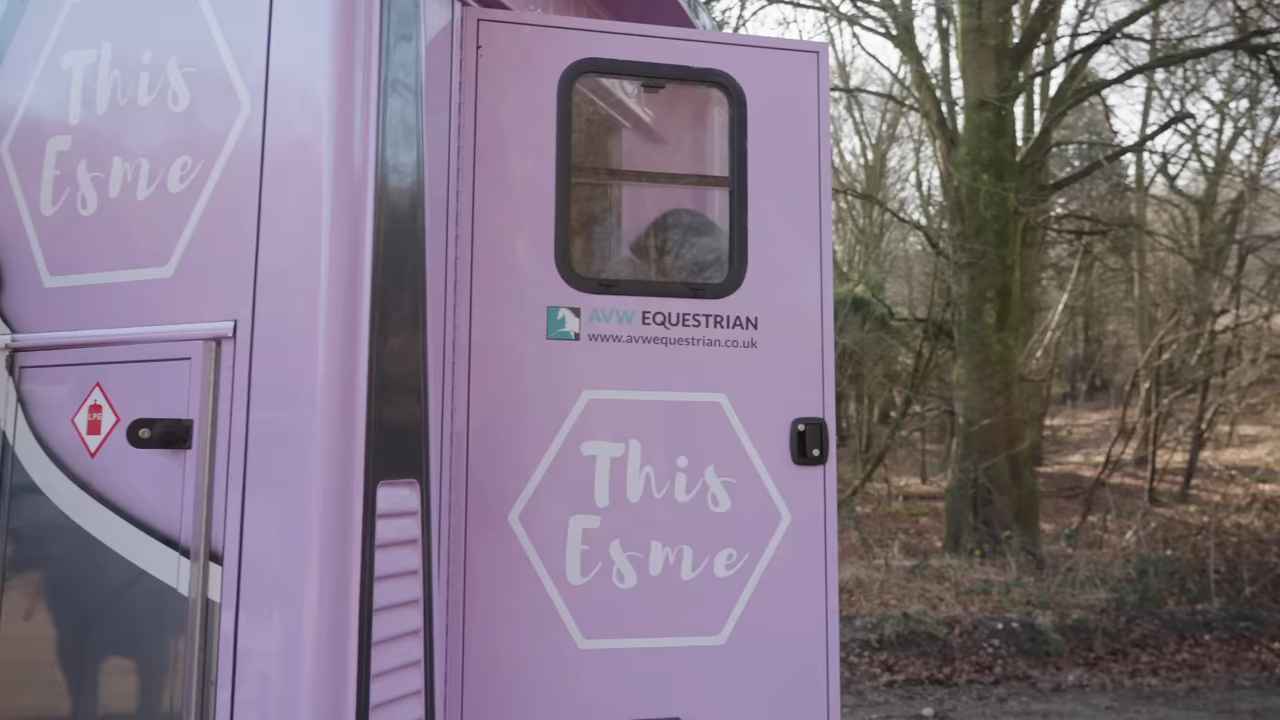 This
Esme
LPG
AVW EQUESTRIAN
www.avwequestrian.co.uk
This
Esme